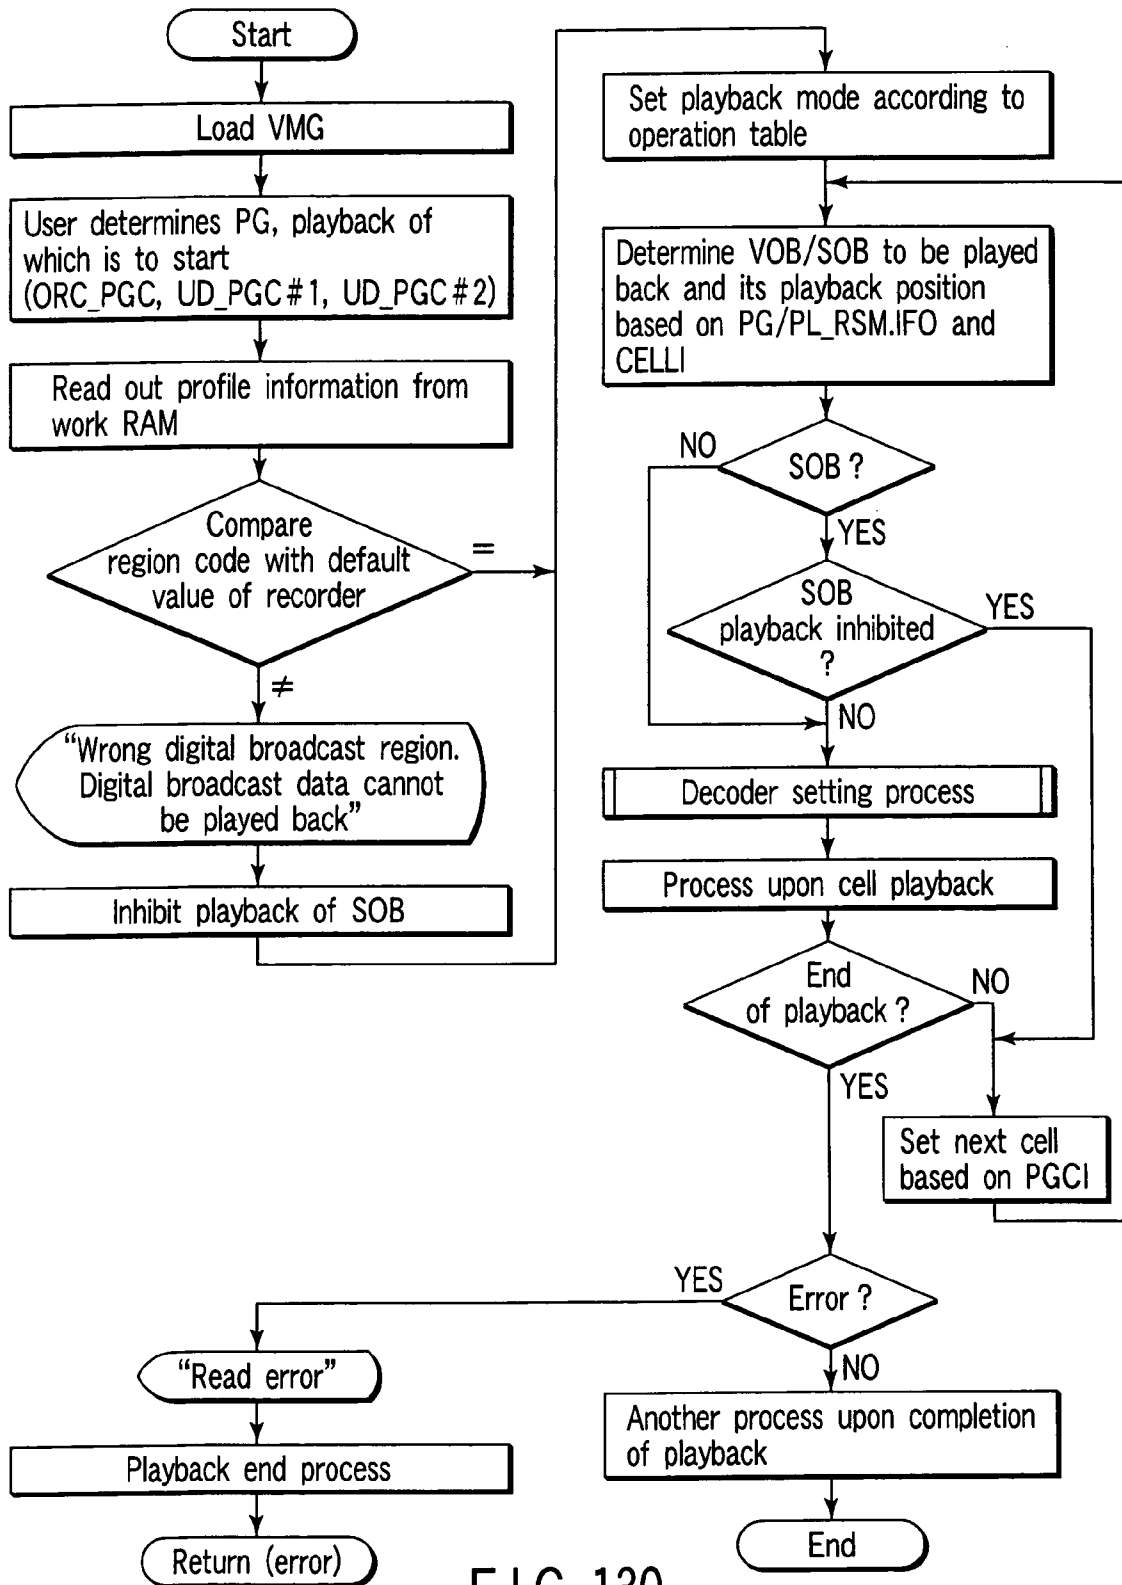 Start
Load VMG
User determines PG, playback of
which is to start
(ORC_PGC, UD_PGC#1, UD_PGC#2)
Read out profile information from
work RAM
Compare
region code with default
value of recorder
=
≠
“Wrong digital broadcast region.
Digital broadcast data cannot
be played back”
Inhibit playback of SOB
Set playback mode according to
operation table
Determine VOB/SOB to be played
back and its playback position
based on PG/PL_RSM.IFO and
CELLI
SOB?
NO
YES
SOB
playback inhibited
?
YES
NO
Decoder setting process
Process upon cell playback
End
of playback?
NO
YES
Set next cell
based on PGCI
Error?
YES
NO
“Read error”
Playback end process
Return (error)
Another process upon completion
of playback
End
FIG. 130